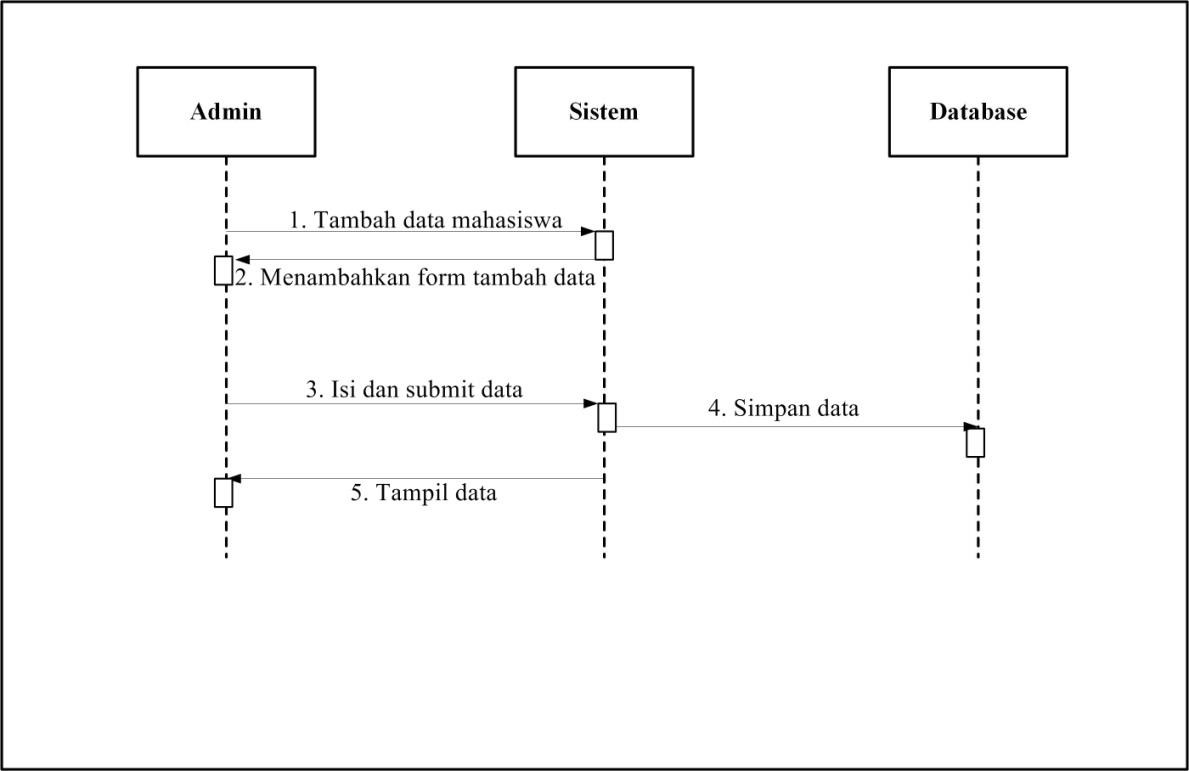 Admin
Sistem
Database
1. Tambah data mahasiswa
2. Menambahkan form tambah data
3. Isi dan submit data
4. Simpan data
5. Tampil data